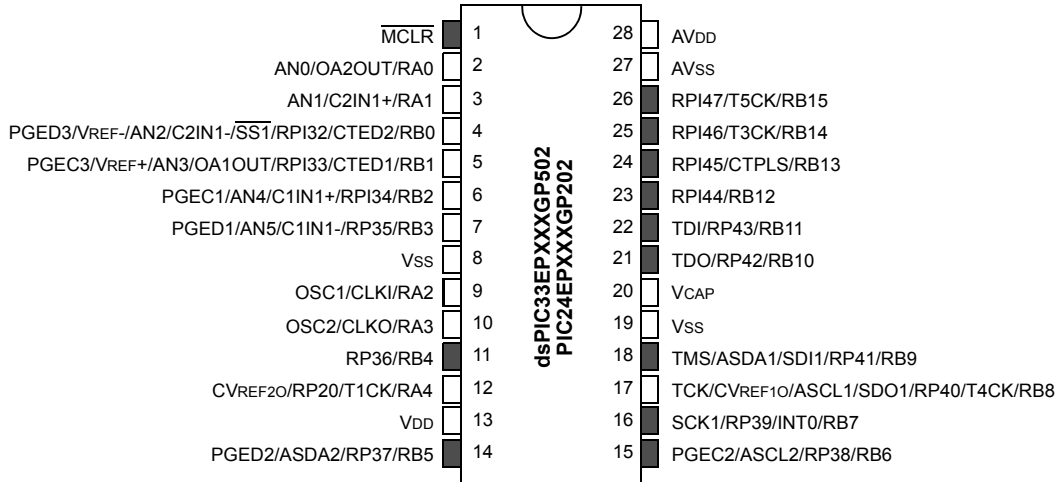 MCLR 1
AN0/OA2OUT/RA0 2
AN1/C2IN1+/RA1 3
PGED3/VREF-/AN2/C2IN1-/SS1/RPI32/CTED2/RB0 4
PGEC3/VREF+/AN3/OA1OUT/RPI33/CTED1/RB1 5
PGEC1/AN4/C1IN1+/RPI34/RB2 6
PGED1/AN5/C1IN1-/RP35/RB3 7
VSS 8
OSC1/CLKI/RA2 9
OSC2/CLKO/RA3 10
RP36/RB4 11
CVREF2O/RP20/T1CK/RA4 12
VDD 13
PGED2/ASDA2/RP37/RB5 14
dsPIC33EPXXXGP502
PIC24EPXXXGP202
28 AVDD
27 AVSS
26 RPI47/T5CK/RB15
25 RPI46/T3CK/RB14
24 RPI45/CTPLS/RB13
23 RPI44/RB12
22 TDI/RP43/RB11
21 TDO/RP42/RB10
20 VCAP
19 VSS
18 TMS/ASDA1/SDI1/RP41/RB9
17 TCK/CVREF1O/ASCL1/SDO1/RP40/T4CK/RB8
16 SCK1/RP39/INT0/RB7
15 PGEC2/ASCL2/RP38/RB6